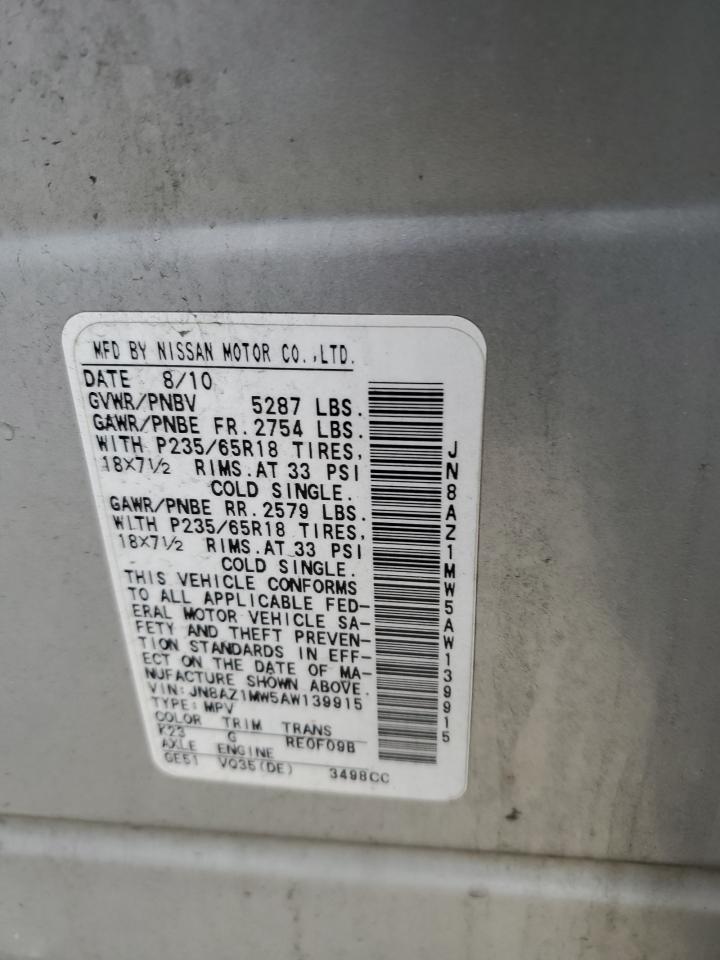 MFD BY NISSAN MOTOR CO.,LTD.
DATE 8/10
GVWR/PNBV 5287 LBS.
GAWR/PNBE FR.2754 LBS.
WITH P235/65R18 TIRES,
18X7½ RIMS.AT 33 PSI
COLD SINGLE.
GAWR/PNBE RR.2579 LBS.
WITH P235/65R18 TIRES,
18X7½ RIMS.AT 33 PSI
COLD SINGLE.
THIS VEHICLE CONFORMS
TO ALL APPLICABLE FED-
ERAL MOTOR VEHICLE SA-
FETY AND THEFT PREVEN-
TION STANDARDS IN EFF-
ECT ON THE DATE OF MA-
NUFACTURE SHOWN ABOVE.
VIN:JN8AZ1MW5AW139915
TYPE:MPV
COLOR TRIM TRANS
K23 G RE0F09B
AXLE ENGINE
GE51 VQ35(DE) 3498CC
JN8AZ1MW5AW139915